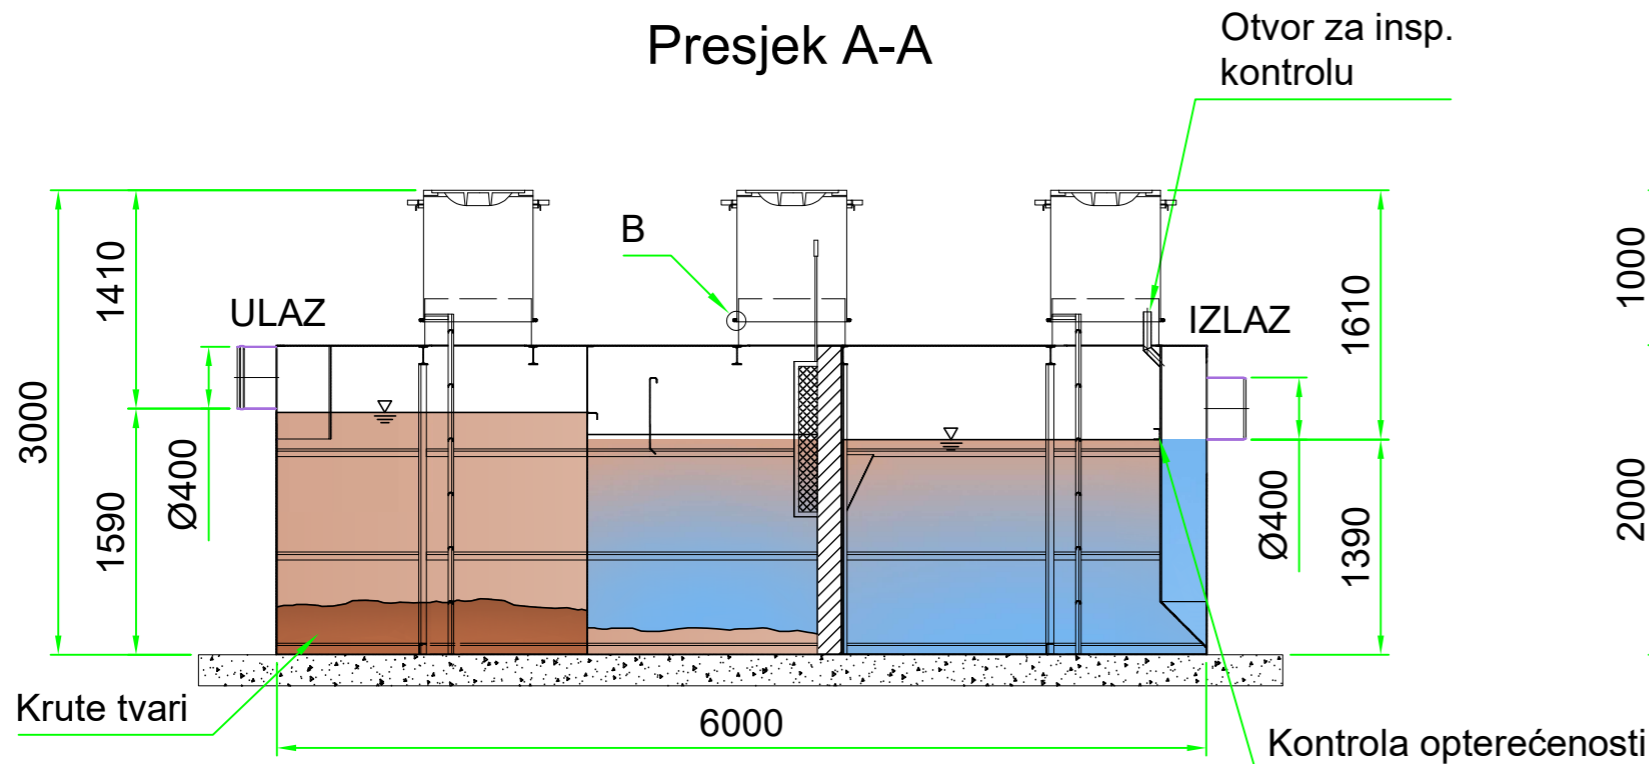 Presjek A-A
Otvor za insp.
kontrolu
B
ULAZ
IZLAZ
3000
1410
1590
Ø400
1610
1390
Ø400
1000
2000
Krute tvari
6000
Kontrola opterećenosti